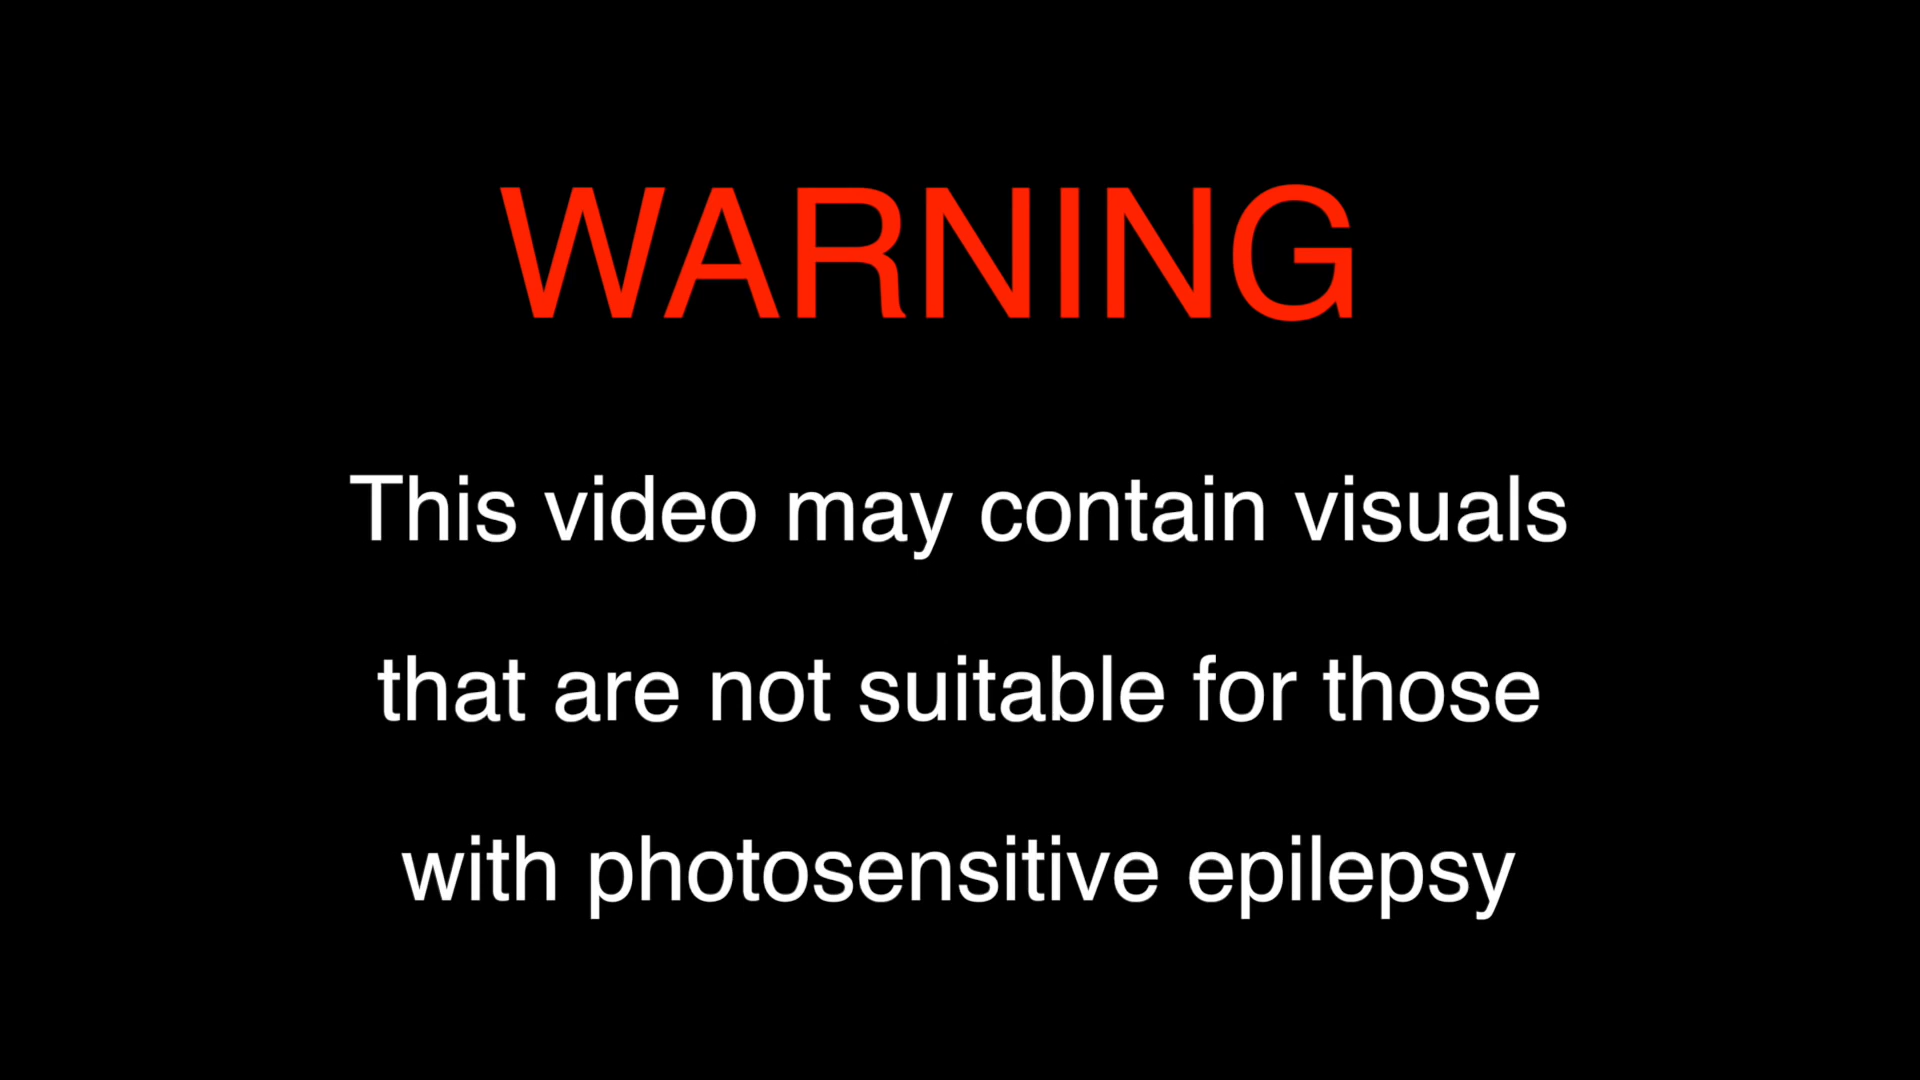 WARNING
This video may contain visuals
that are not suitable for those
with photosensitive epilepsy